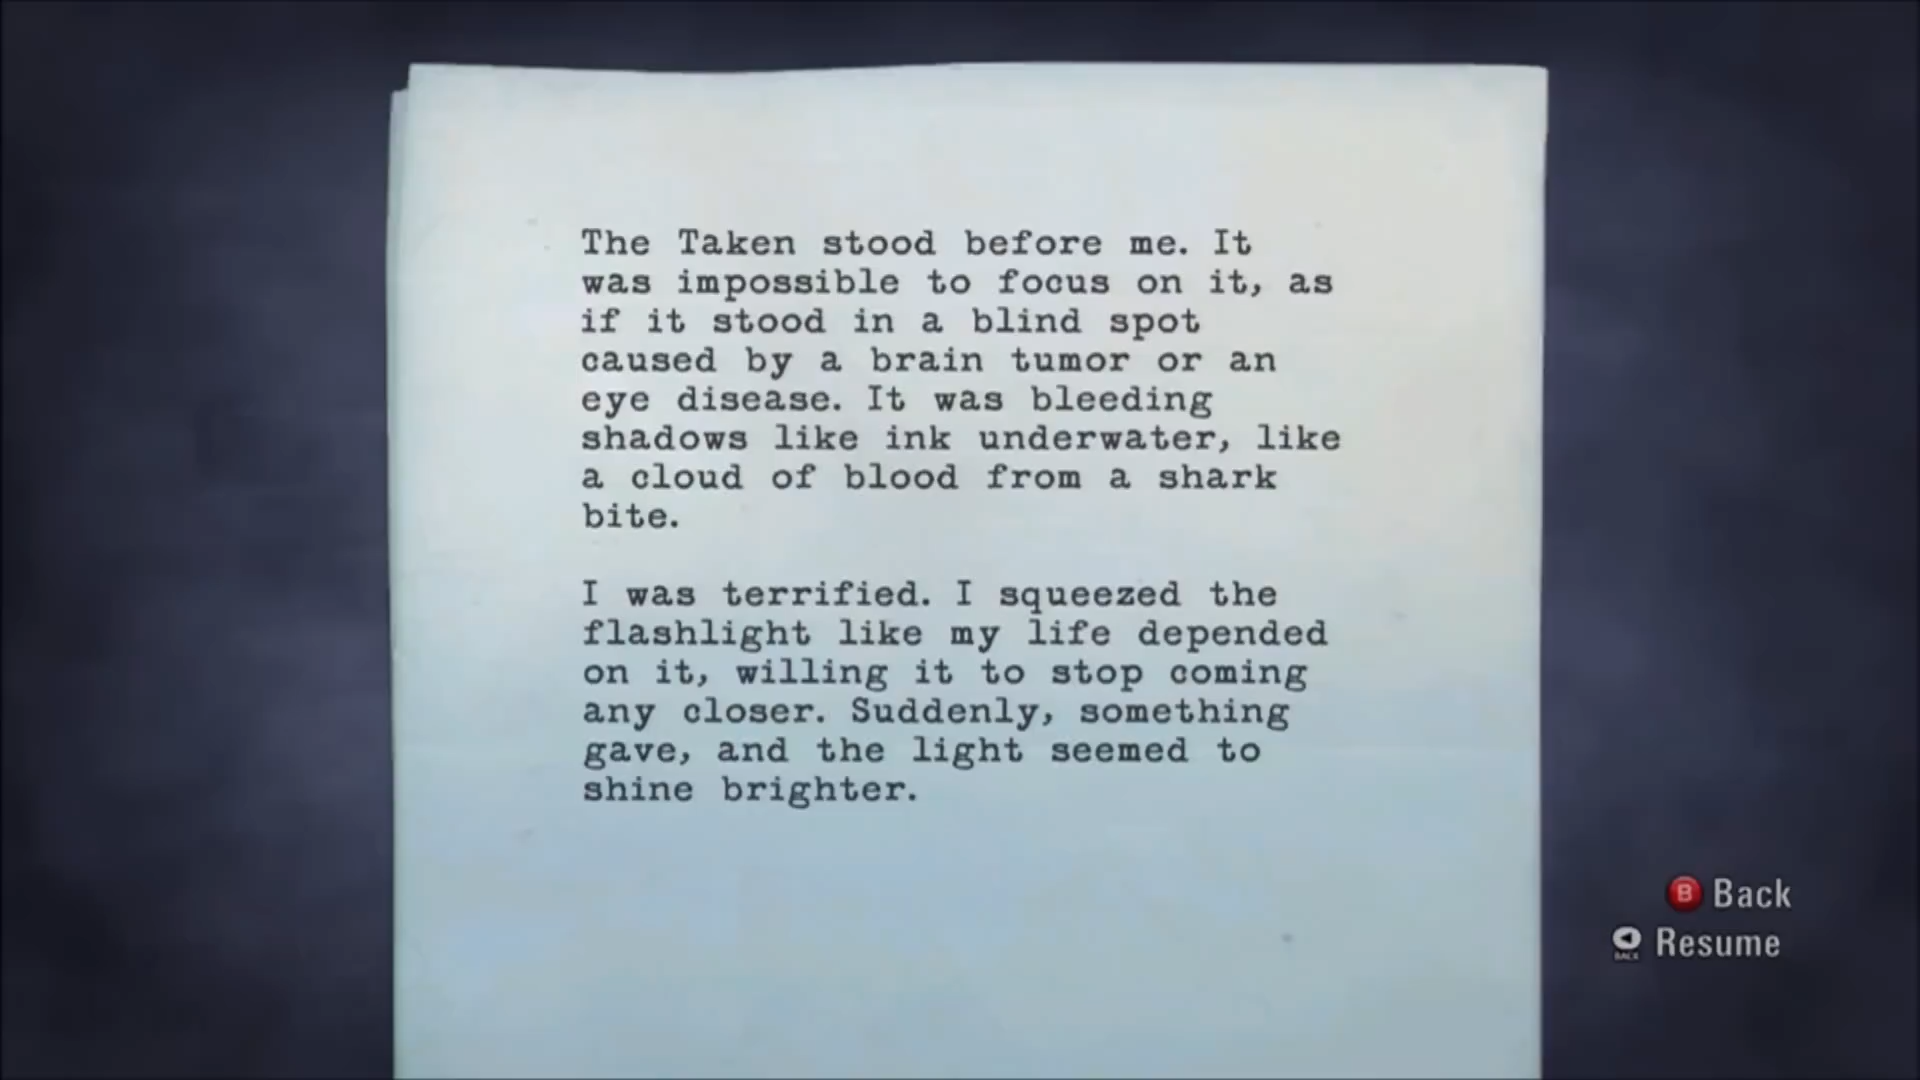 The Taken stood before me. It
was impossible to focus on it, as
if it stood in a blind spot
caused by a brain tumor or an
eye disease. It was bleeding
shadows like ink underwater, like
a cloud of blood from a shark
bite.
I was terrified. I squeezed the
flashlight like my life depended
on it, willing it to stop coming
any closer. Suddenly, something
gave, and the light seemed to
shine brighter.
B Back
BACK Resume